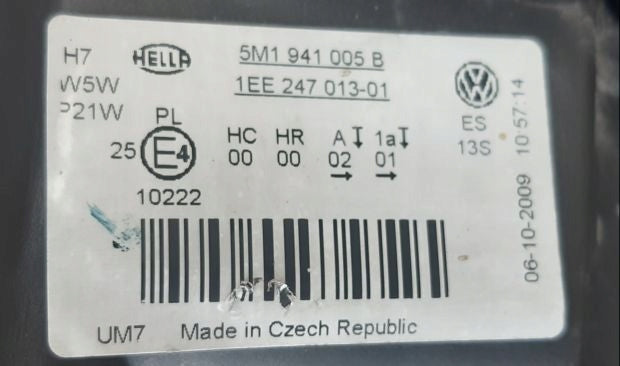 H7 HELLA 5M1 941 005 B
W5W 1EE 247 013-01
P21W PL
25 E4 HC HR A 1a ES
00 00 02 01 13S
→ →
10222
06-10-2009 10:57:14
UM7 Made in Czech Republic